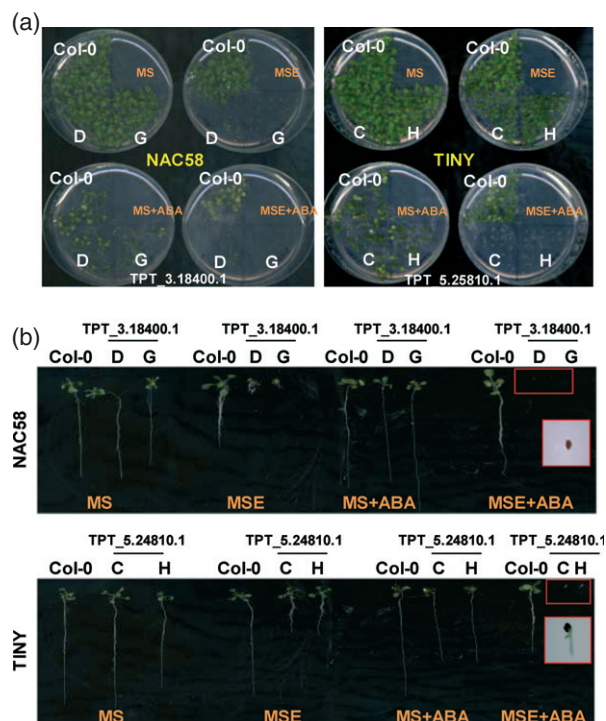 (a)
Col-0 MS Col-0 MSE Col-0 MS Col-0 MSE
D G D G C H C H
NAC58 TINY
Col-0 MS+ABA Col-0 MSE+ABA Col-0 MS+ABA Col-0 MSE+ABA
D G D G C H C H
TPT_3.18400.1 TPT_5.25810.1
(b)
TPT_3.18400.1 TPT_3.18400.1 TPT_3.18400.1 TPT_3.18400.1
Col-0 D G Col-0 D G Col-0 D G Col-0 D G
NAC58
MS MSE MS+ABA MSE+ABA
TPT_5.24810.1 TPT_5.24810.1 TPT_5.24810.1 TPT_5.24810.1
Col-0 C H Col-0 C H Col-0 C H Col-0 C H
TINY
MS MSE MS+ABA MSE+ABA